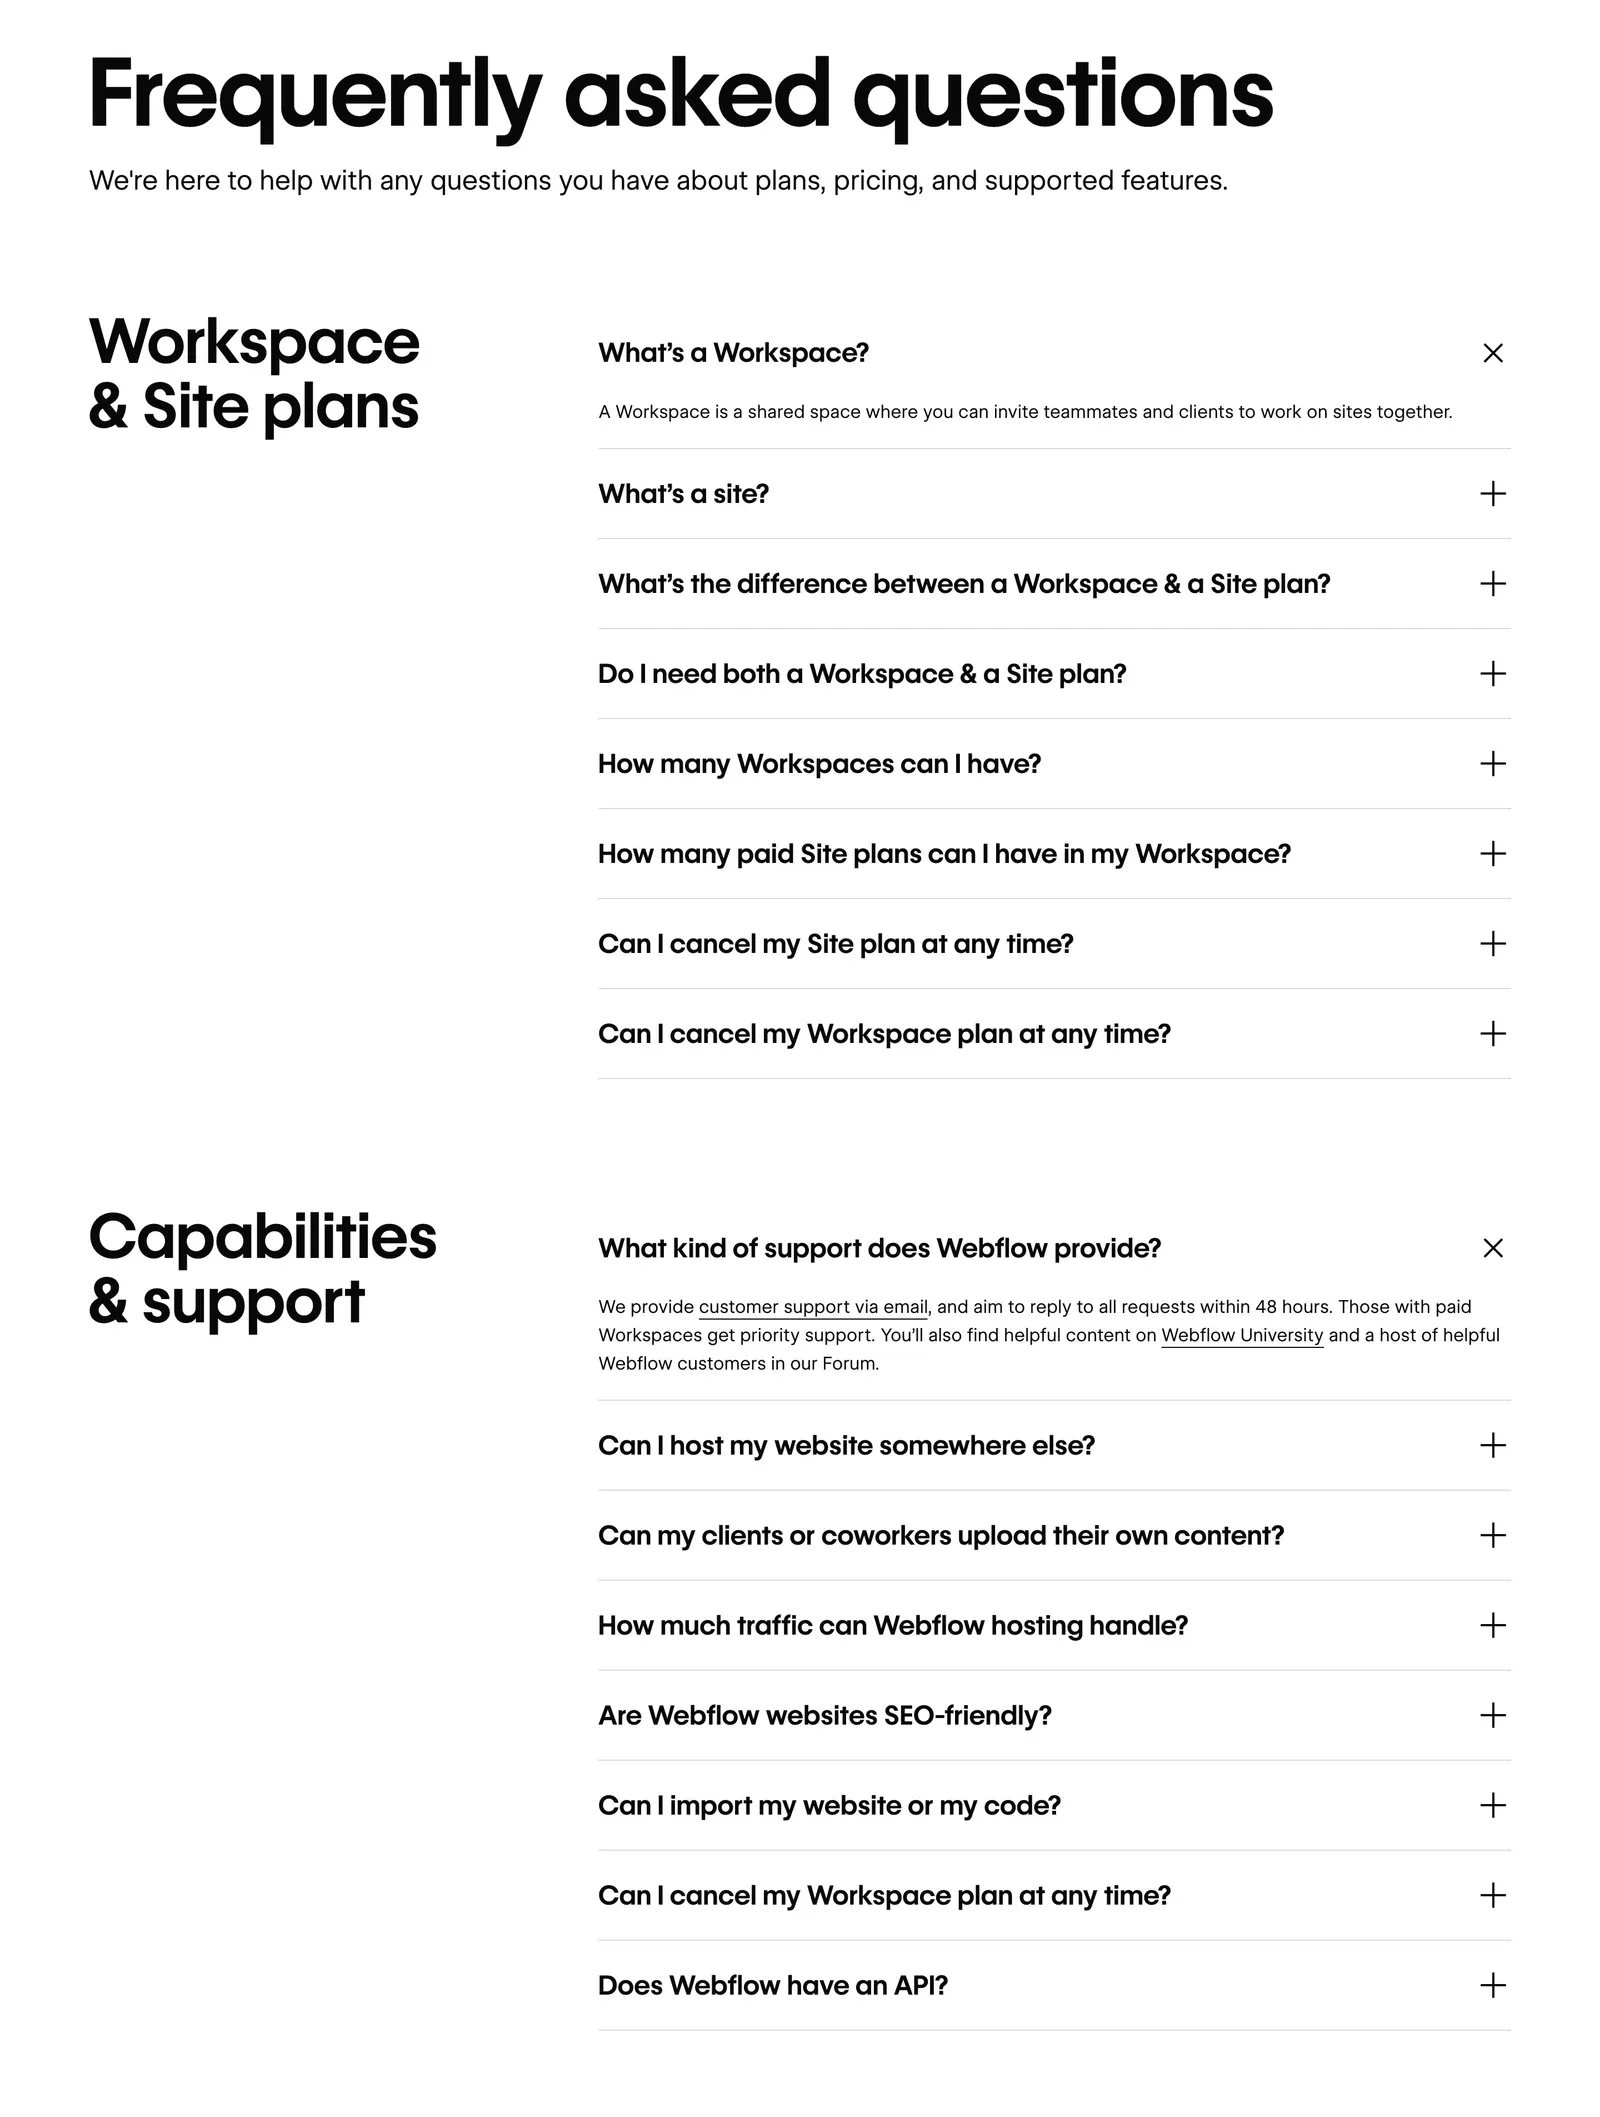 Frequently asked questions
We're here to help with any questions you have about plans, pricing, and supported features.
Workspace
& Site plans
What’s a Workspace?
A Workspace is a shared space where you can invite teammates and clients to work on sites together.
What’s a site?
What’s the difference between a Workspace & a Site plan?
Do I need both a Workspace & a Site plan?
How many Workspaces can I have?
How many paid Site plans can I have in my Workspace?
Can I cancel my Site plan at any time?
Can I cancel my Workspace plan at any time?
Capabilities
& support
What kind of support does Webflow provide?
We provide customer support via email, and aim to reply to all requests within 48 hours. Those with paid
Workspaces get priority support. You’ll also find helpful content on Webflow University and a host of helpful
Webflow customers in our Forum.
Can I host my website somewhere else?
Can my clients or coworkers upload their own content?
How much traffic can Webflow hosting handle?
Are Webflow websites SEO-friendly?
Can I import my website or my code?
Can I cancel my Workspace plan at any time?
Does Webflow have an API?